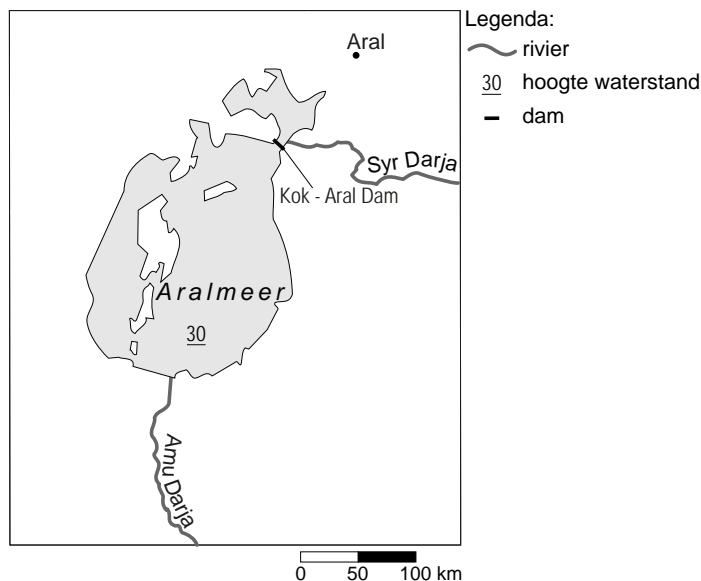 Legenda:
rivier
30 hoogte waterstand
dam
Aral
Syr Darja
Kok - Aral Dam
Aralmeer
30
Amu Darja
0 50 100 km